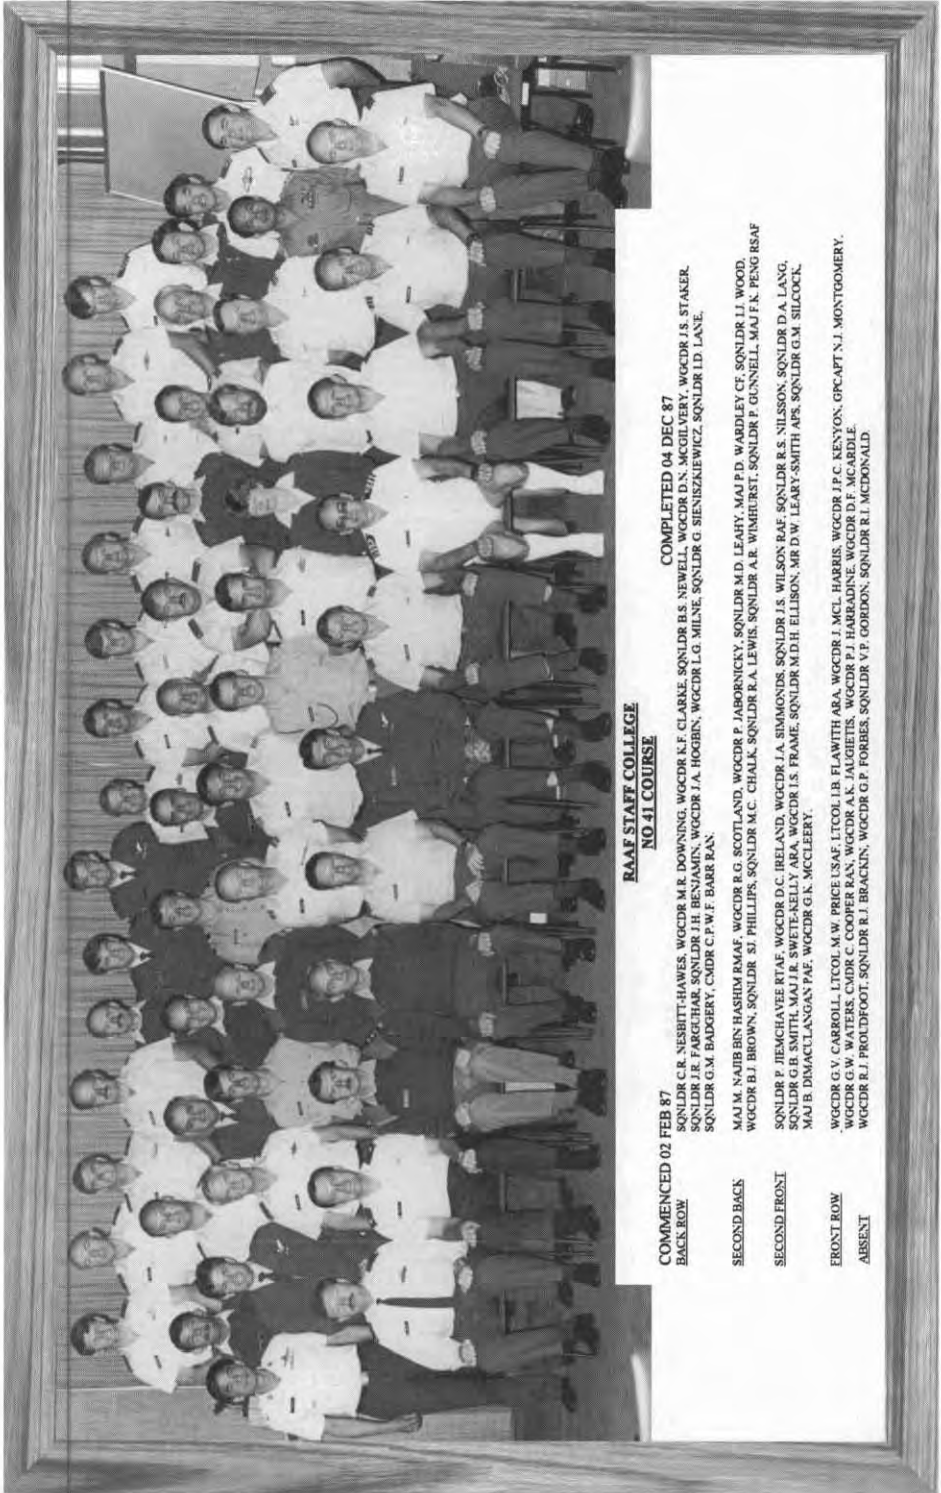 RAAF STAFF COLLEGE
NO 41 COURSE
COMMENCED 02 FEB 87 COMPLETED 04 DEC 87
BACK ROW SQNLDR C.R. NESBITT-HAWES, WGCDR M.R. DOWNING, WGCDR K.F. CLARKE, SQNLDR B.S. NEWELL, WGCDR D.N. MCGILVERY, WGCDR J.S. STAKER,
SQNLDR J.R. FARGUHAR, SQNLDR J.H. BENJAMIN, WGCDR J.A. HOGBIN, WGCDR L.G. MILNE, SQNLDR G. SIENISZKIEWICZ, SQNLDR I.D. LANE,
SQNLDR G.M. BADGERY, CMDR C.P.W.F. BARR RAN.
SECOND BACK MAJ M. NAJIB BIN HASHIM RMAF, WGCDR R.G. SCOTLAND, WGCDR P. JABORNICKY, SQNLDR M.D. LEAHY, MAJ P.D. WARDLEY CF, SQNLDR I.J. WOOD,
WGCDR B.J. BROWN, SQNLDR SJ. PHILLIPS, SQNLDR M.C. CHALK, SQNLDR R.A. LEWIS, SQNLDR A.R. WIMHURST, SQNLDR P. GUNNELL, MAJ F.K. PENG RSAF
SECOND FRONT SQNLDR P. JIEMCHAVEE RTAF, WGCDR D.C. IRELAND, WGCDR J.A. SIMMONDS, SQNLDR J.S. WILSON RAF, SQNLDR R.S. NILSSON, SQNLDR D.A. LANG,
SQNLDR G.B. SMITH, MAJ J.R. SWETE-KELLY ARA, WGCDR J.S. FRAME, SQNLDR M.D.H. ELLISON, MR D.W. LEARY-SMITH APS, SQNLDR G.M. SILCOCK,
MAJ B. DIMACULANGAN PAF, WGCDR G.K. MCCLEERY.
FRONT ROW WGCDR G.V. CARROLL, LTCOL M.W. PRICE USAF, LTCOL I.B. FLAWITH ARA, WGCDR J. MCL. HARRIS, WGCDR J.P.C. KENYON, GPCAPT N.J. MONTGOMERY,
WGCDR G.W. WATERS, CMDR C. COOPER RAN, WGCDR A.K. JAUGIETIS, WGCDR P.J. HARRADINE, WGCDR D.F. MCARDLE.
ABSENT WGCDR R.J. PROUDFOOT, SQNLDR R.J. BRACKIN, WGCDR G.P. FORBES, SQNLDR V.P. GORDON, SQNLDR R.I. MCDONALD.